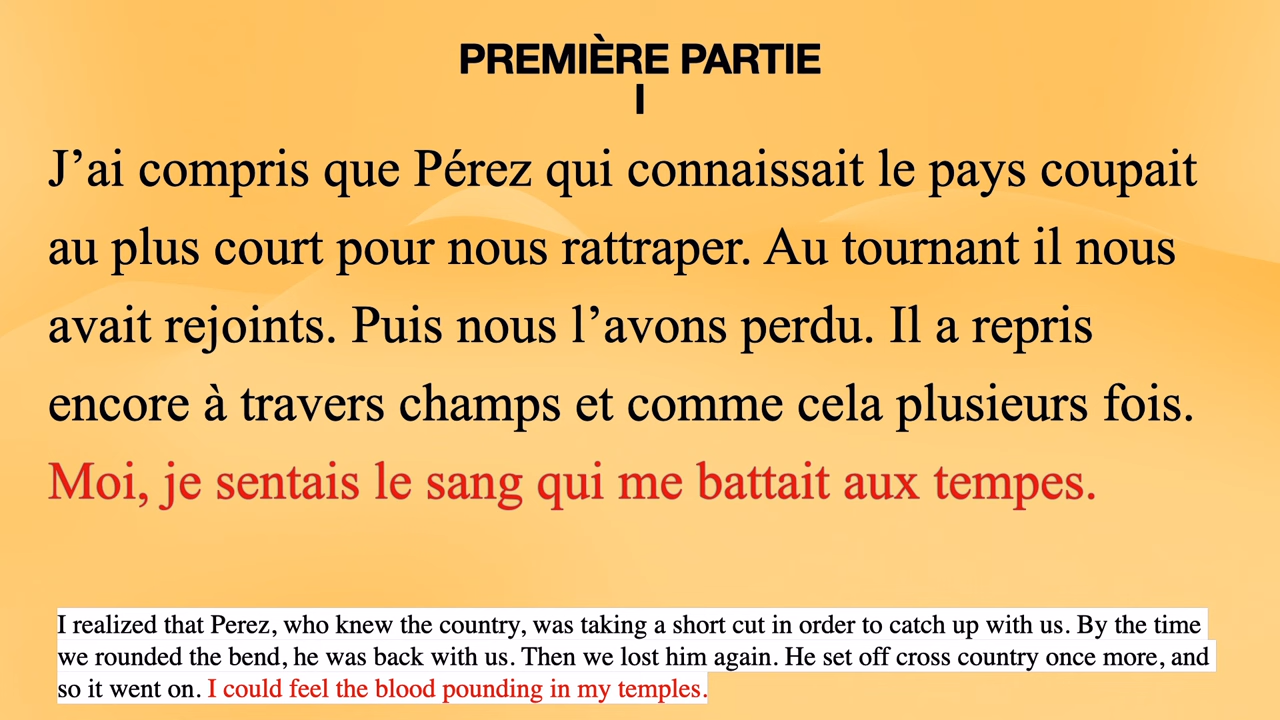 PREMIÈRE PARTIE
I
J’ai compris que Pérez qui connaissait le pays coupait
au plus court pour nous rattraper. Au tournant il nous
avait rejoints. Puis nous l’avons perdu. Il a repris
encore à travers champs et comme cela plusieurs fois.
Moi, je sentais le sang qui me battait aux tempes.
I realized that Perez, who knew the country, was taking a short cut in order to catch up with us. By the time
we rounded the bend, he was back with us. Then we lost him again. He set off cross country once more, and
so it went on. I could feel the blood pounding in my temples.